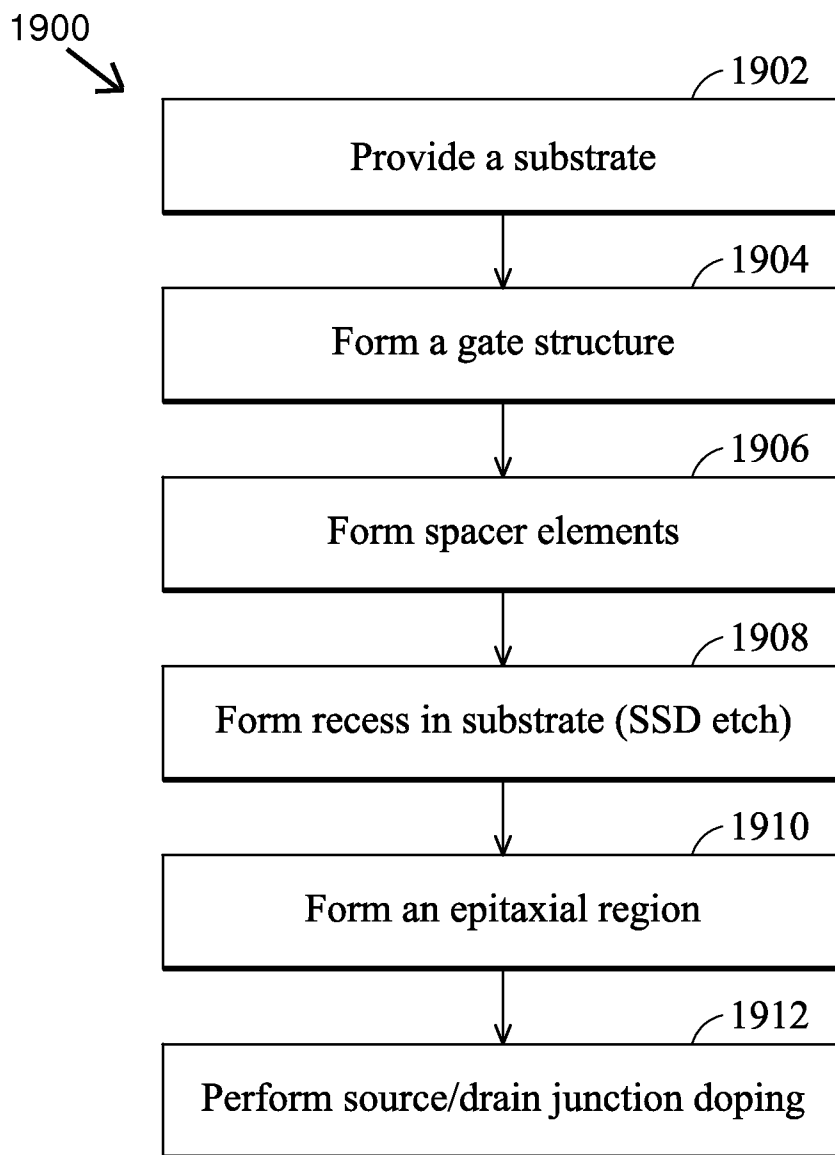 1900
1902
Provide a substrate
1904
Form a gate structure
1906
Form spacer elements
1908
Form recess in substrate (SSD etch)
1910
Form an epitaxial region
1912
Perform source/drain junction doping